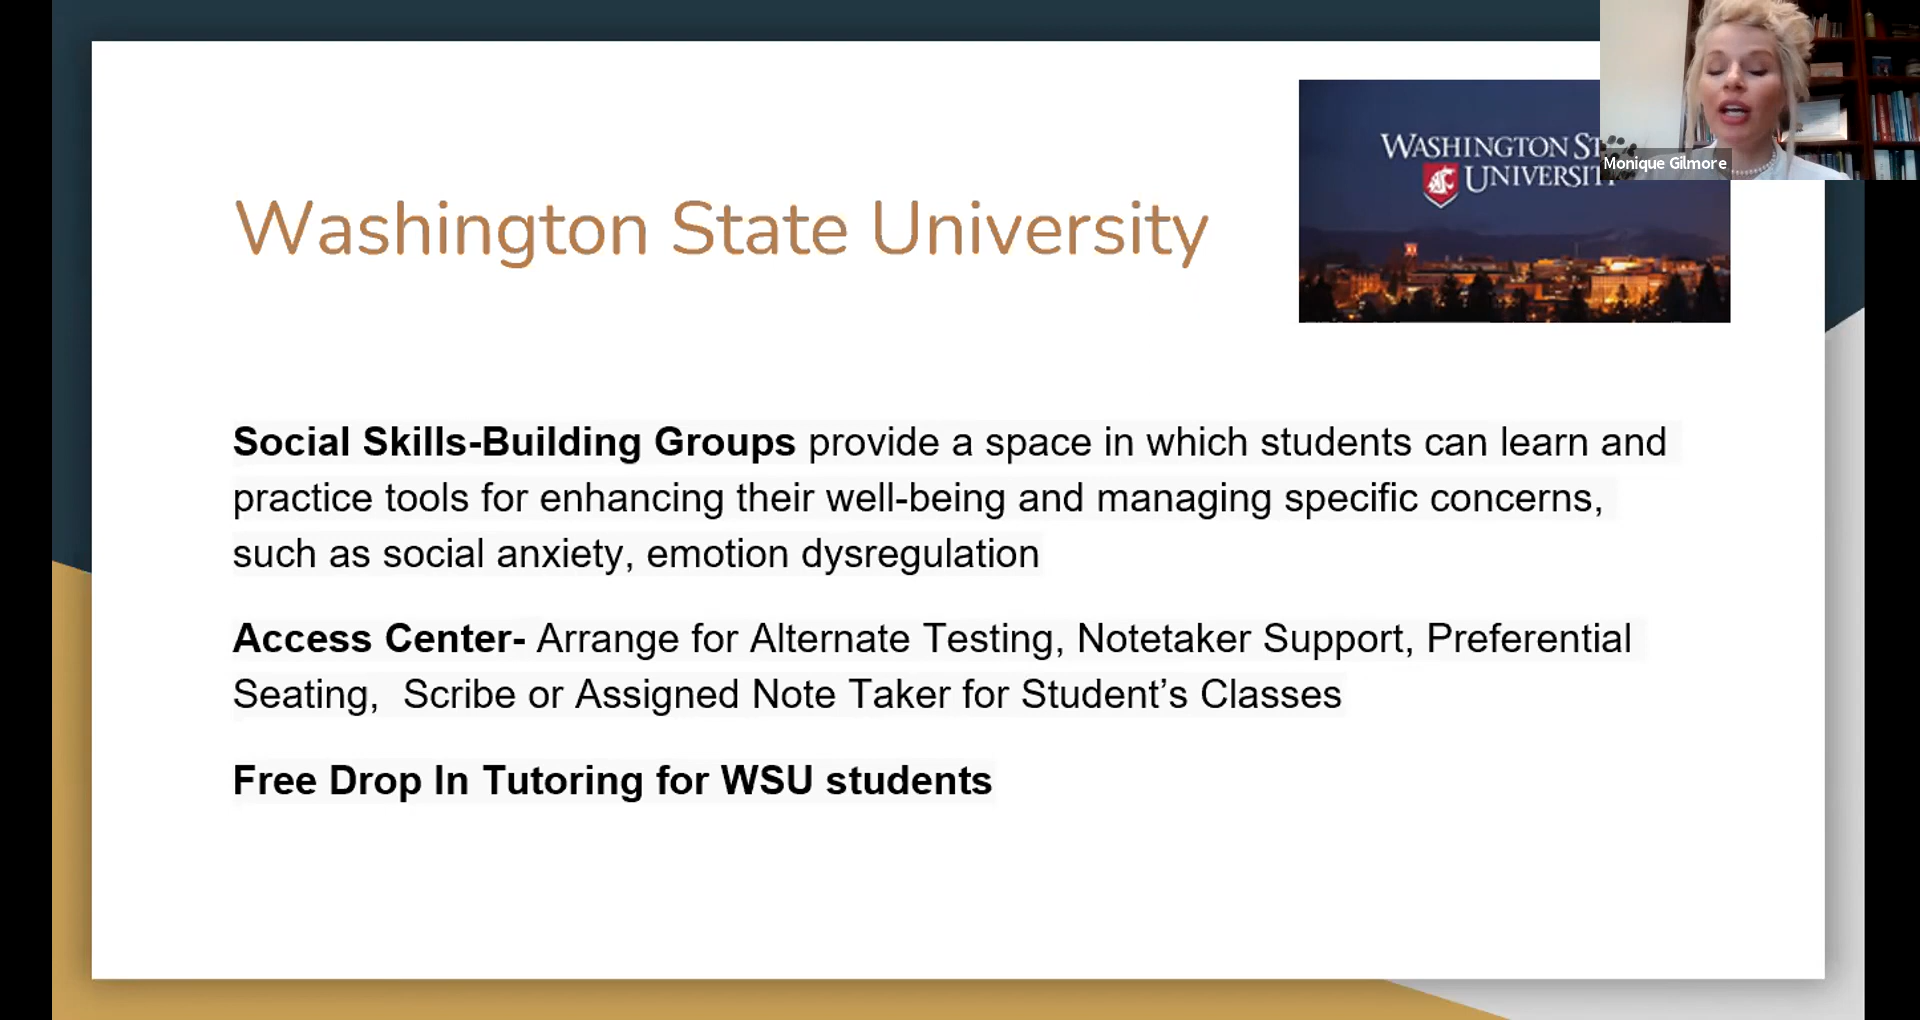 Washington State University
WASHINGTON
UNIVERSITY
Monique Gilmore
Social Skills-Building Groups provide a space in which students can learn and
practice tools for enhancing their well-being and managing specific concerns,
such as social anxiety, emotion dysregulation
Access Center- Arrange for Alternate Testing, Notetaker Support, Preferential
Seating,  Scribe or Assigned Note Taker for Student’s Classes
Free Drop In Tutoring for WSU students